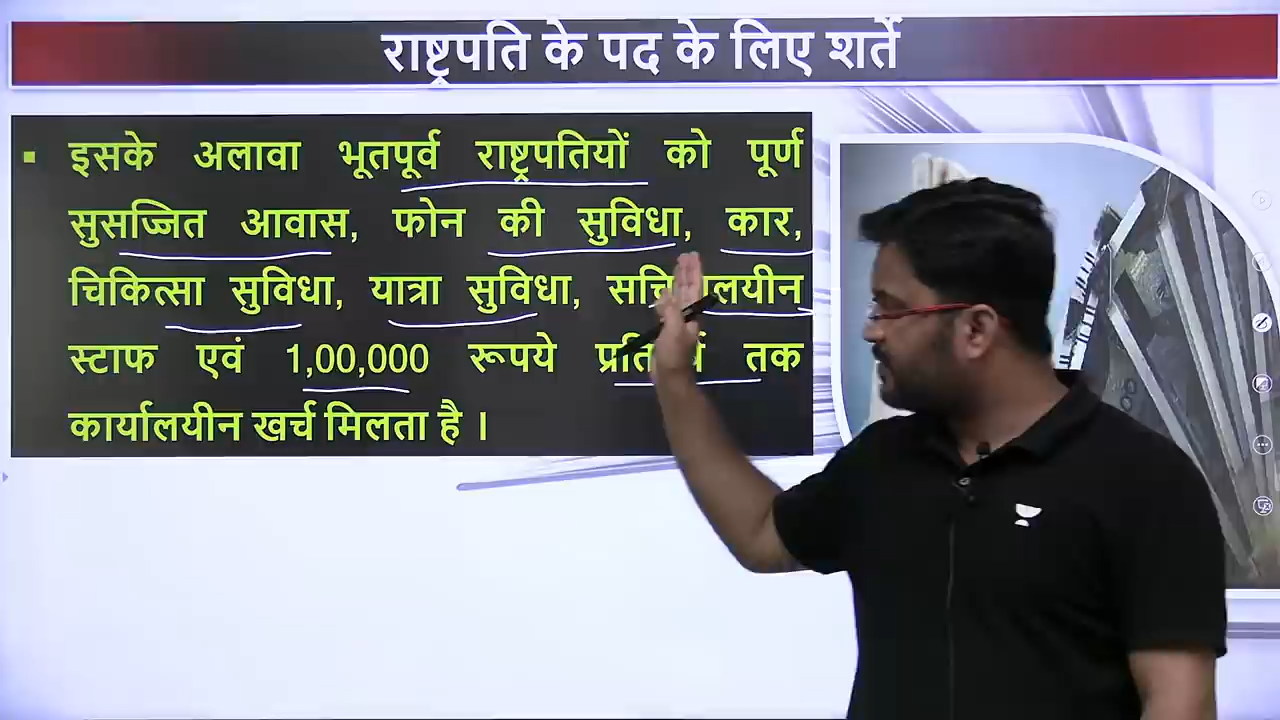 राष्ट्रपति के पद के लिए शर्ते
▪ इसके अलावा भूतपूर्व राष्ट्रपतियों को पूर्ण
सुसज्जित आवास, फोन की सुविधा, कार,
चिकित्सा सुविधा, यात्रा सुविधा,
स्टाफ एवं 1,00,000 रूपये तक
कार्यालयीन खर्च मिलता है ।